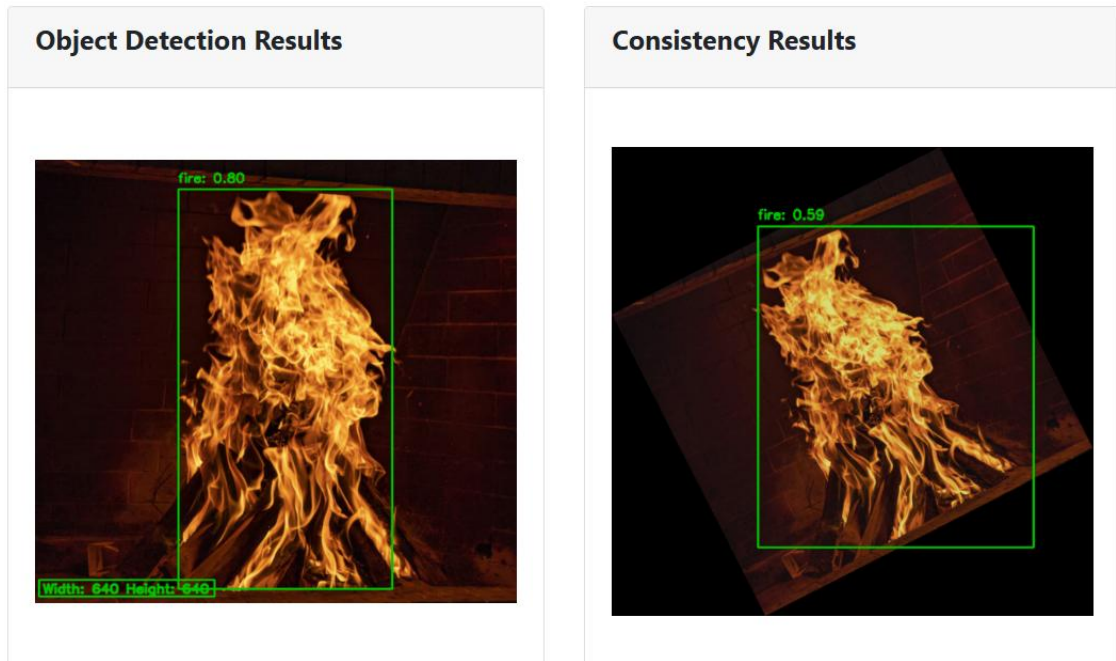 Object Detection Results
Consistency Results
fire: 0.80
fire: 0.59
Width: 640 Height: 640